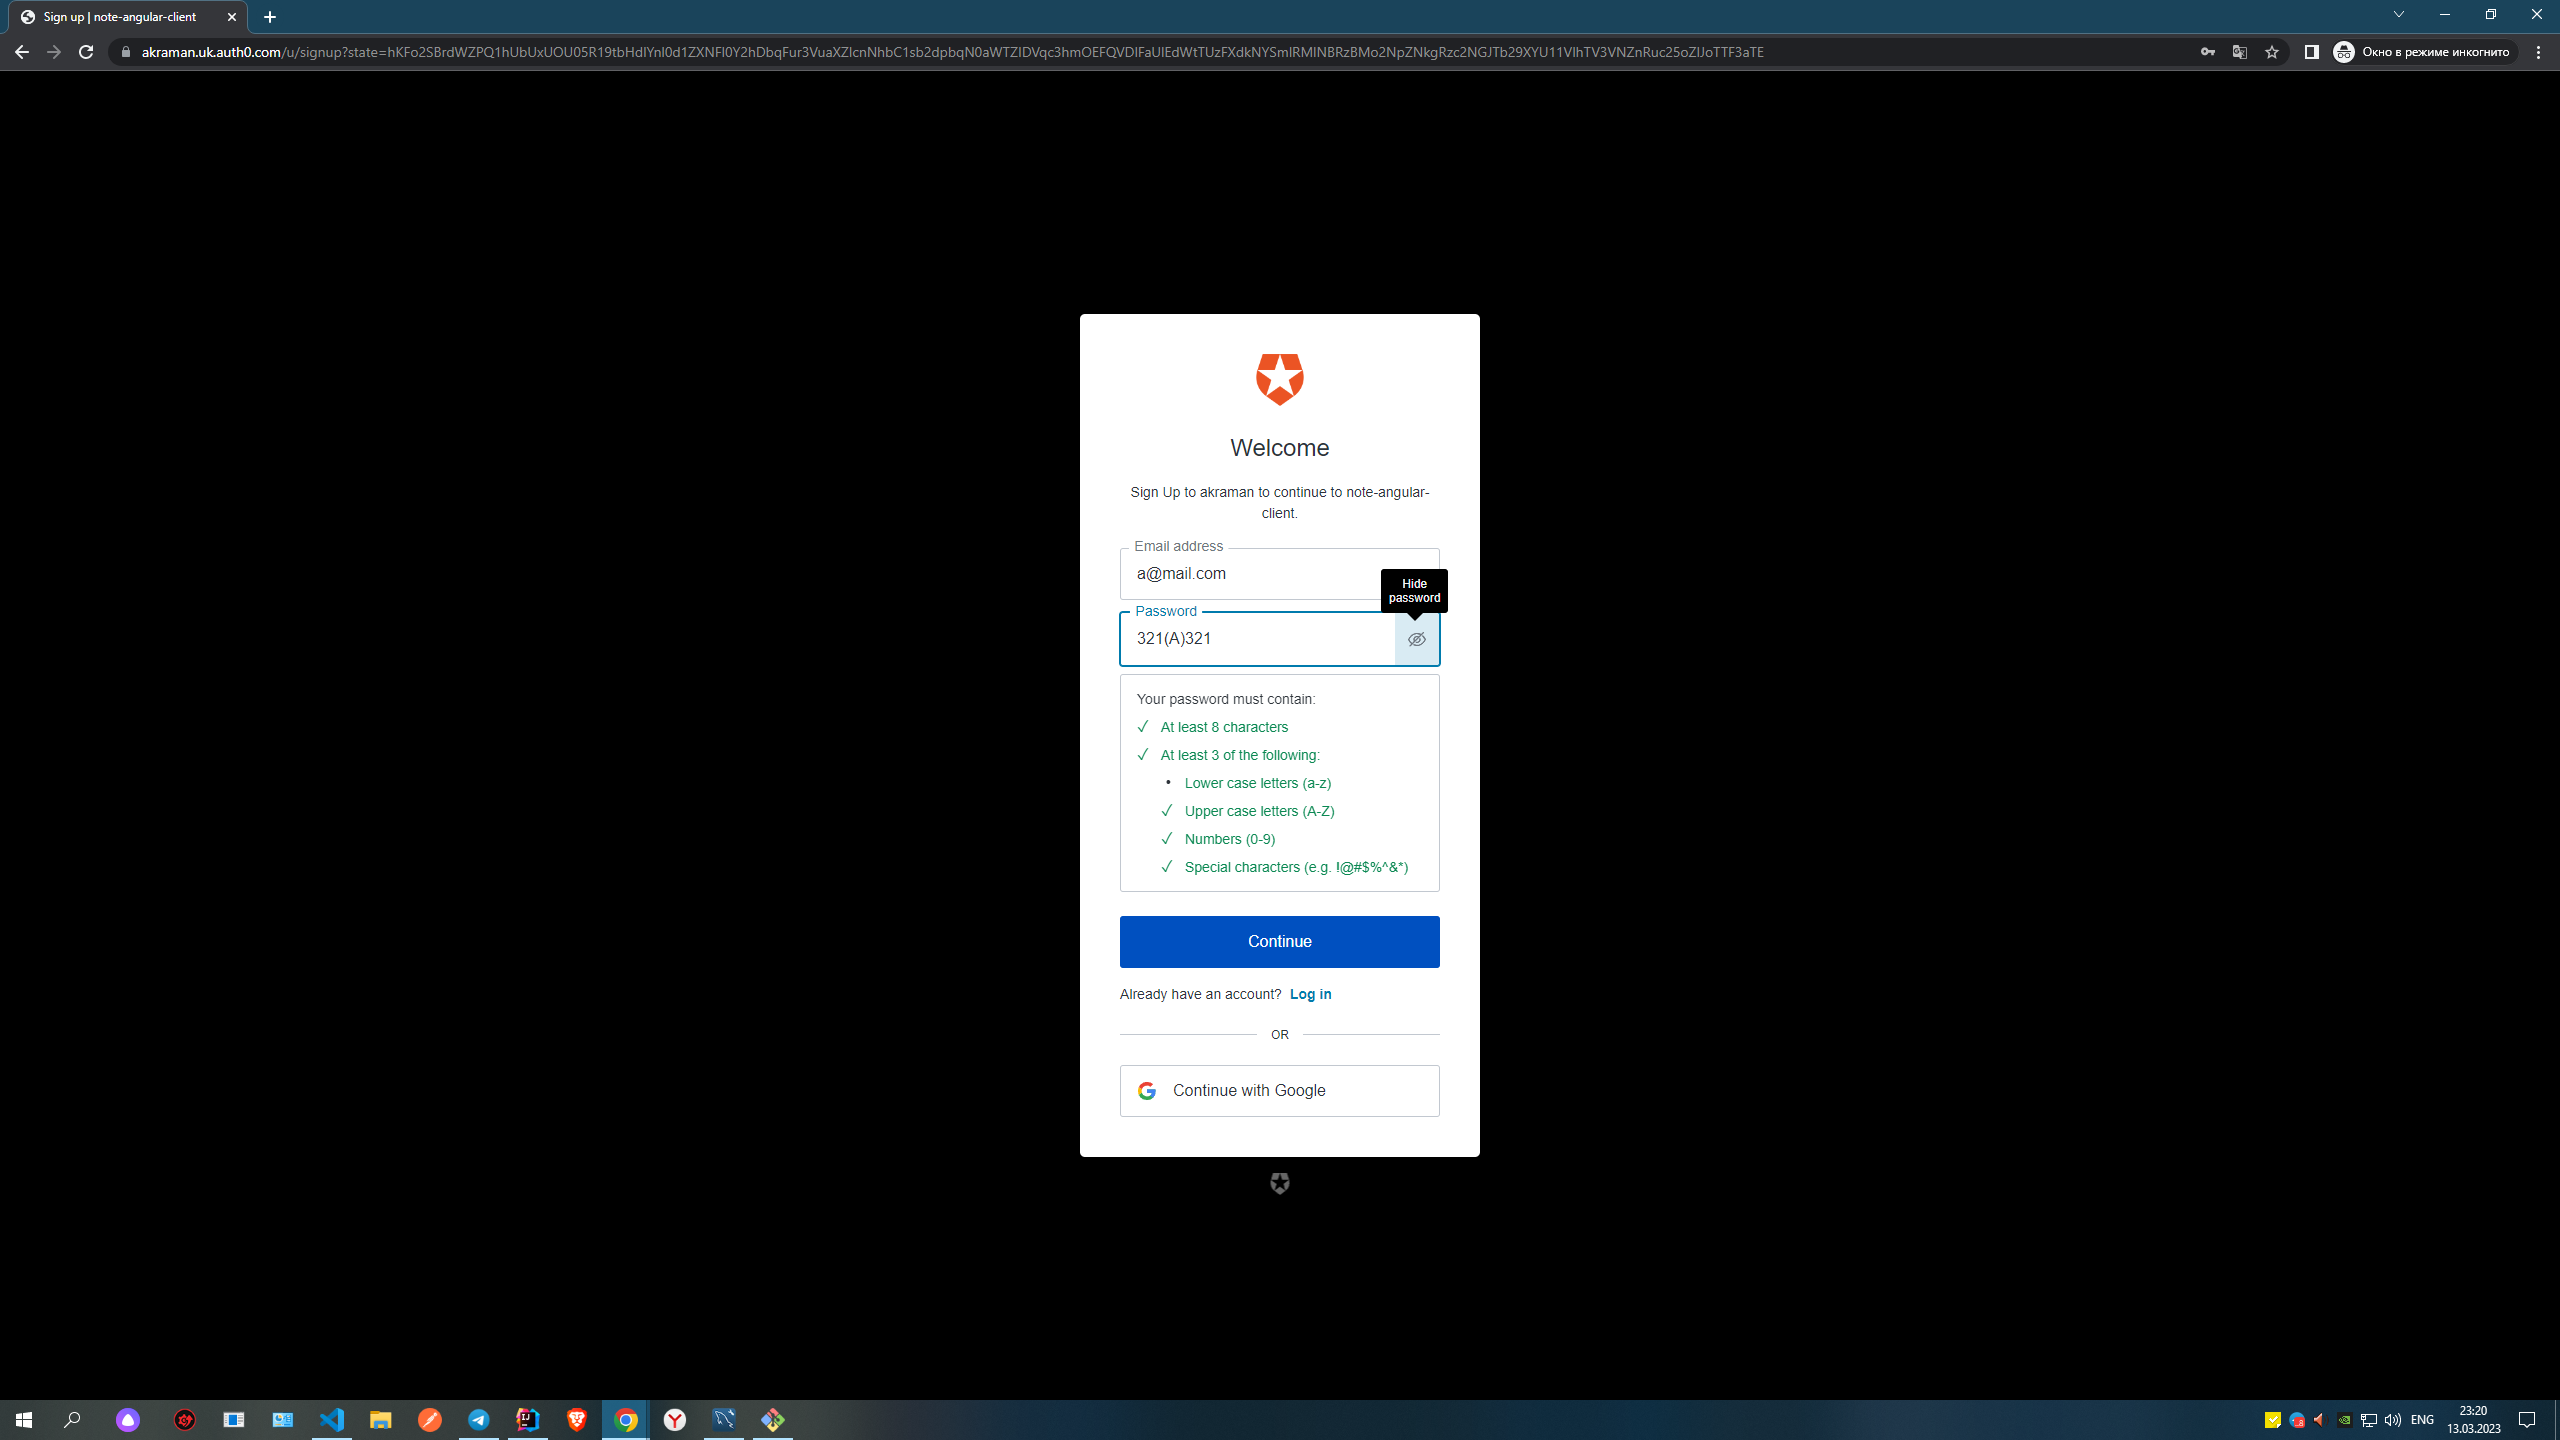 Sign up | note-angular-client
akraman.uk.auth0.com/u/signup?state=hKFo2SBrdWZPQ1hUbUxUOU05R19tbHdIYnI0d1ZXNFI0Y2hDbqFur3VuaXZlcnNhbC1sb2dpbqN0aWTZIDVqc3hmOEFQVDlFaUlEdWtTUzFXdkNYSmlRMlNBRzBMo2NpZNkgRzc2NGJTb29XYU11VlhTV3VNZnRuc25oZlJoTTF3aTE
Окно в режиме инкогнито
Welcome
Sign Up to akraman to continue to note-angular-
client.
Email address
a@mail.com
Hide
password
Password
321(A)321
Your password must contain:
At least 8 characters
At least 3 of the following:
Lower case letters (a-z)
Upper case letters (A-Z)
Numbers (0-9)
Special characters (e.g. !@#$%^&*)
Continue
Already have an account? Log in
OR
Continue with Google
ENG
23:20
13.03.2023